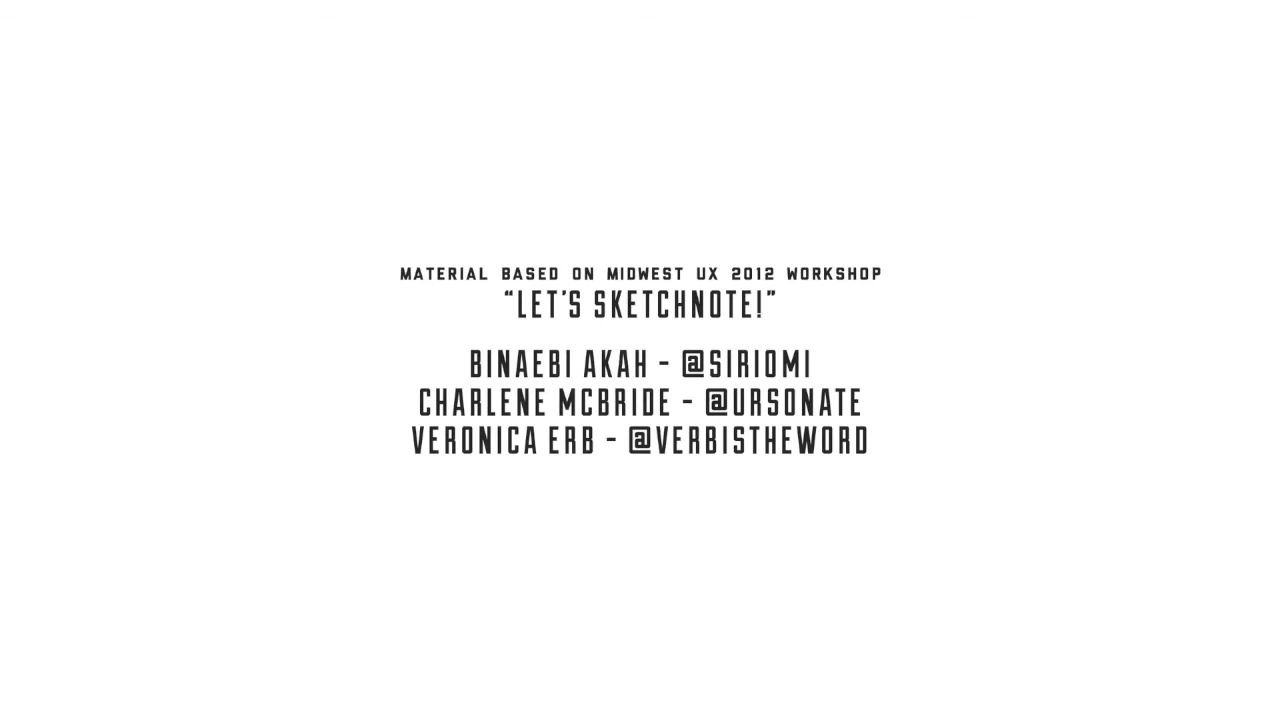 MATERIAL BASED ON MIDWEST UX 2012 WORKSHOP
“LET’S SKETCHNOTE!”
BINAEBI AKAH - @SIRIOMI
CHARLENE MCBRIDE - @URSONATE
VERONICA ERB - @VERBISTHEWORD